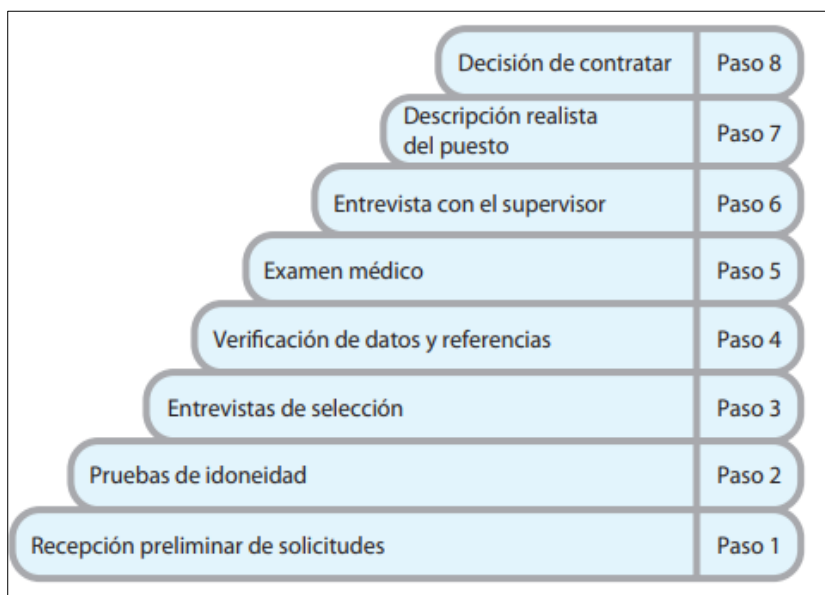 Decisión de contratar Paso 8
Descripción realista
del puesto Paso 7
Entrevista con el supervisor Paso 6
Examen médico Paso 5
Verificación de datos y referencias Paso 4
Entrevistas de selección Paso 3
Pruebas de idoneidad Paso 2
Recepción preliminar de solicitudes Paso 1